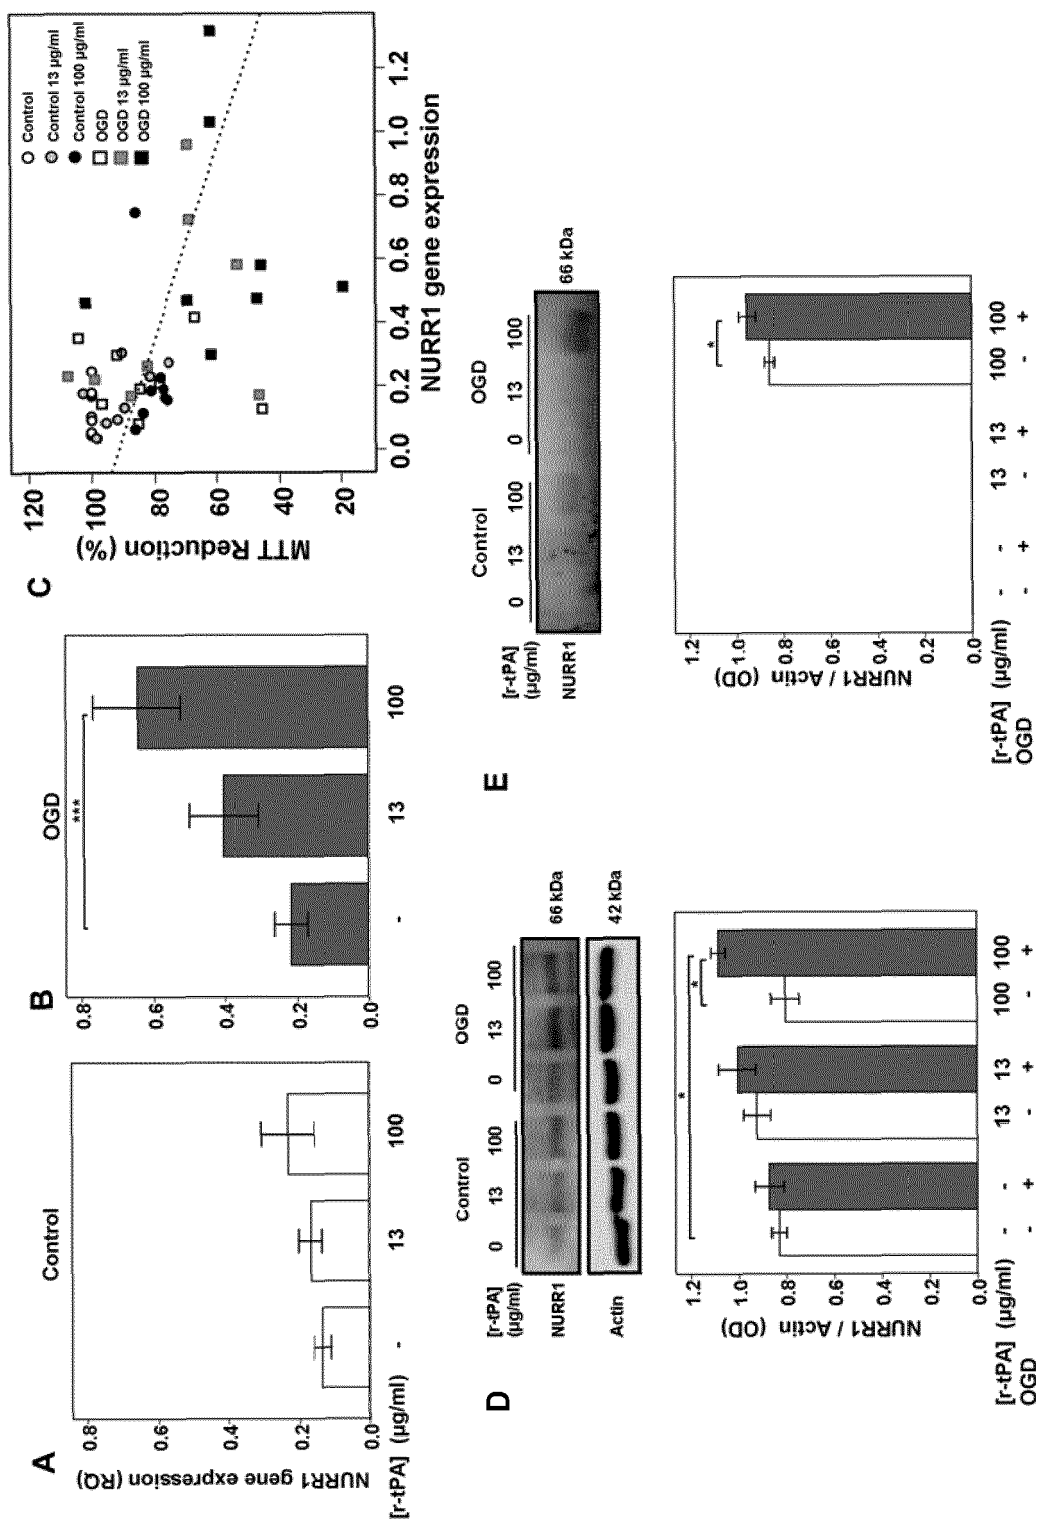 A
Control
NURR1 gene expression (RQ)
0.8
0.6
0.4
0.2
0.0
[r-tPA] (µg/ml)
-
13
100
B
OGD
***
0.8
0.6
0.4
0.2
0.0
-
13
100
C
MTT Reduction (%)
120
100
80
60
40
20
0.0
0.2
0.4
0.6
0.8
1.0
1.2
NURR1 gene expression
Control
Control 13 µg/ml
Control 100 µg/ml
OGD
OGD 13 µg/ml
OGD 100 µg/ml
D
Control
OGD
[r-tPA]
(µg/ml)
0
13
100
0
13
100
NURR1
66 kDa
Actin
42 kDa
NURR1 / Actin (OD)
1.2
1.0
0.8
0.6
0.4
0.2
0.0
*
*
[r-tPA] (µg/ml)
-
-
13
13
100
100
OGD
-
+
-
+
-
+
E
Control
OGD
[r-tPA]
(µg/ml)
0
13
100
0
13
100
NURR1
66 kDa
NURR1 / Actin (OD)
1.2
1.0
0.8
0.6
0.4
0.2
0.0
*
[r-tPA] (µg/ml)
-
-
13
13
100
100
OGD
-
+
-
+
-
+